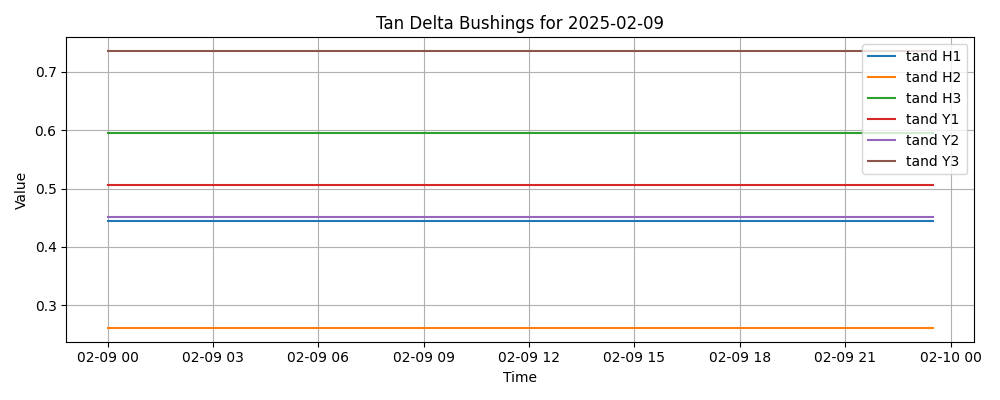 Tan Delta Bushings for 2025-02-09
Value
0.7
0.6
0.5
0.4
0.3
tand H1
tand H2
tand H3
tand Y1
tand Y2
tand Y3
02-09 00 02-09 03 02-09 06 02-09 09 02-09 12 02-09 15 02-09 18 02-09 21 02-10 00
Time